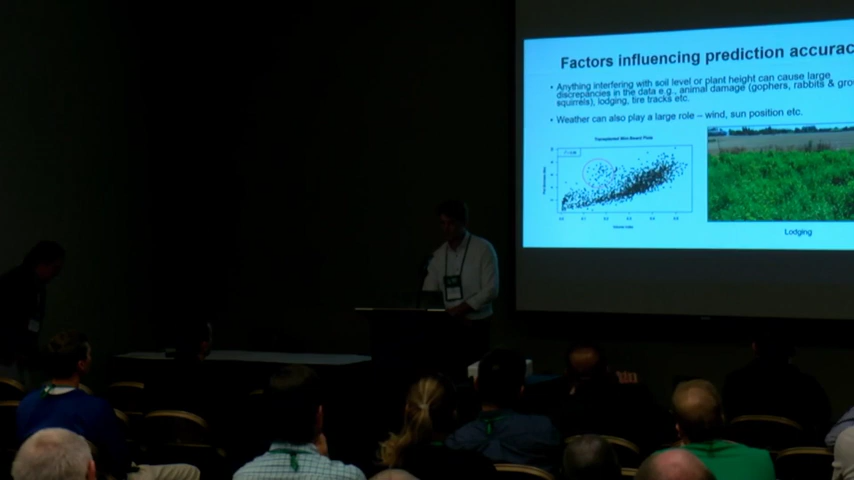 Factors influencing prediction accurac
• Anything interfering with soil level or plant height can cause large
discrepancies in the data e.g., animal damage (gophers, rabbits & gro
squirrels), lodging, tire tracks etc.
• Weather can also play a large role – wind, sun position etc.
Lodging